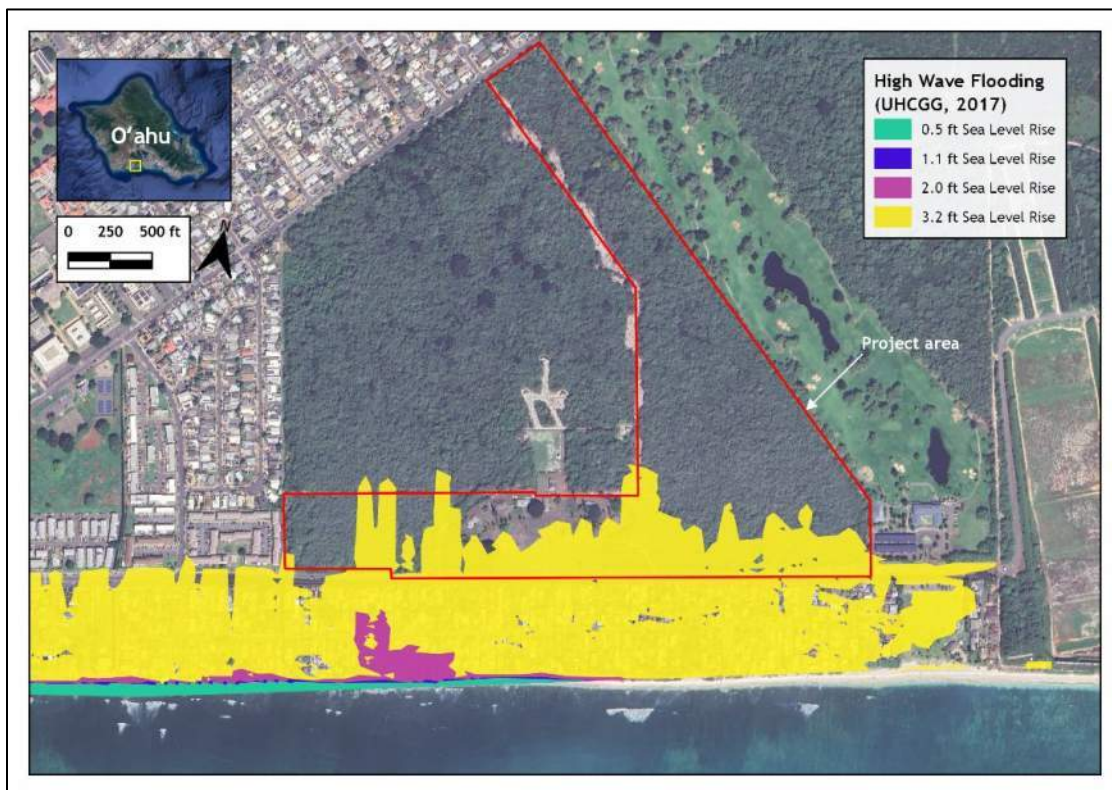 Oʻahu
0 250 500 ft
N
High Wave Flooding
(UHCGG, 2017)
0.5 ft Sea Level Rise
1.1 ft Sea Level Rise
2.0 ft Sea Level Rise
3.2 ft Sea Level Rise
Project area